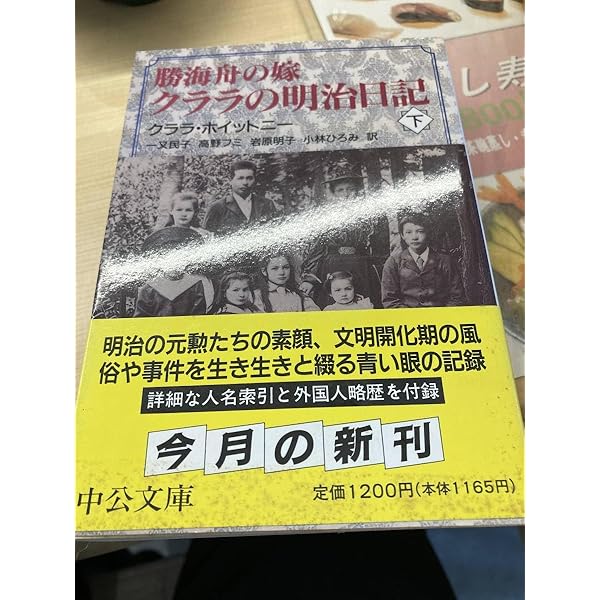 勝海舟の嫁
クララの明治日記
下
クララ・ホイットニー
一又民子 高野フミ 岩原明子 小林ひろみ 訳
明治の元勲たちの素顔、文明開化期の風
俗や事件を生き生きと綴る青い眼の記録
詳細な人名索引と外国人略歴を付録
今月の新刊
中公文庫
定価1200円(本体1165円)
し寿